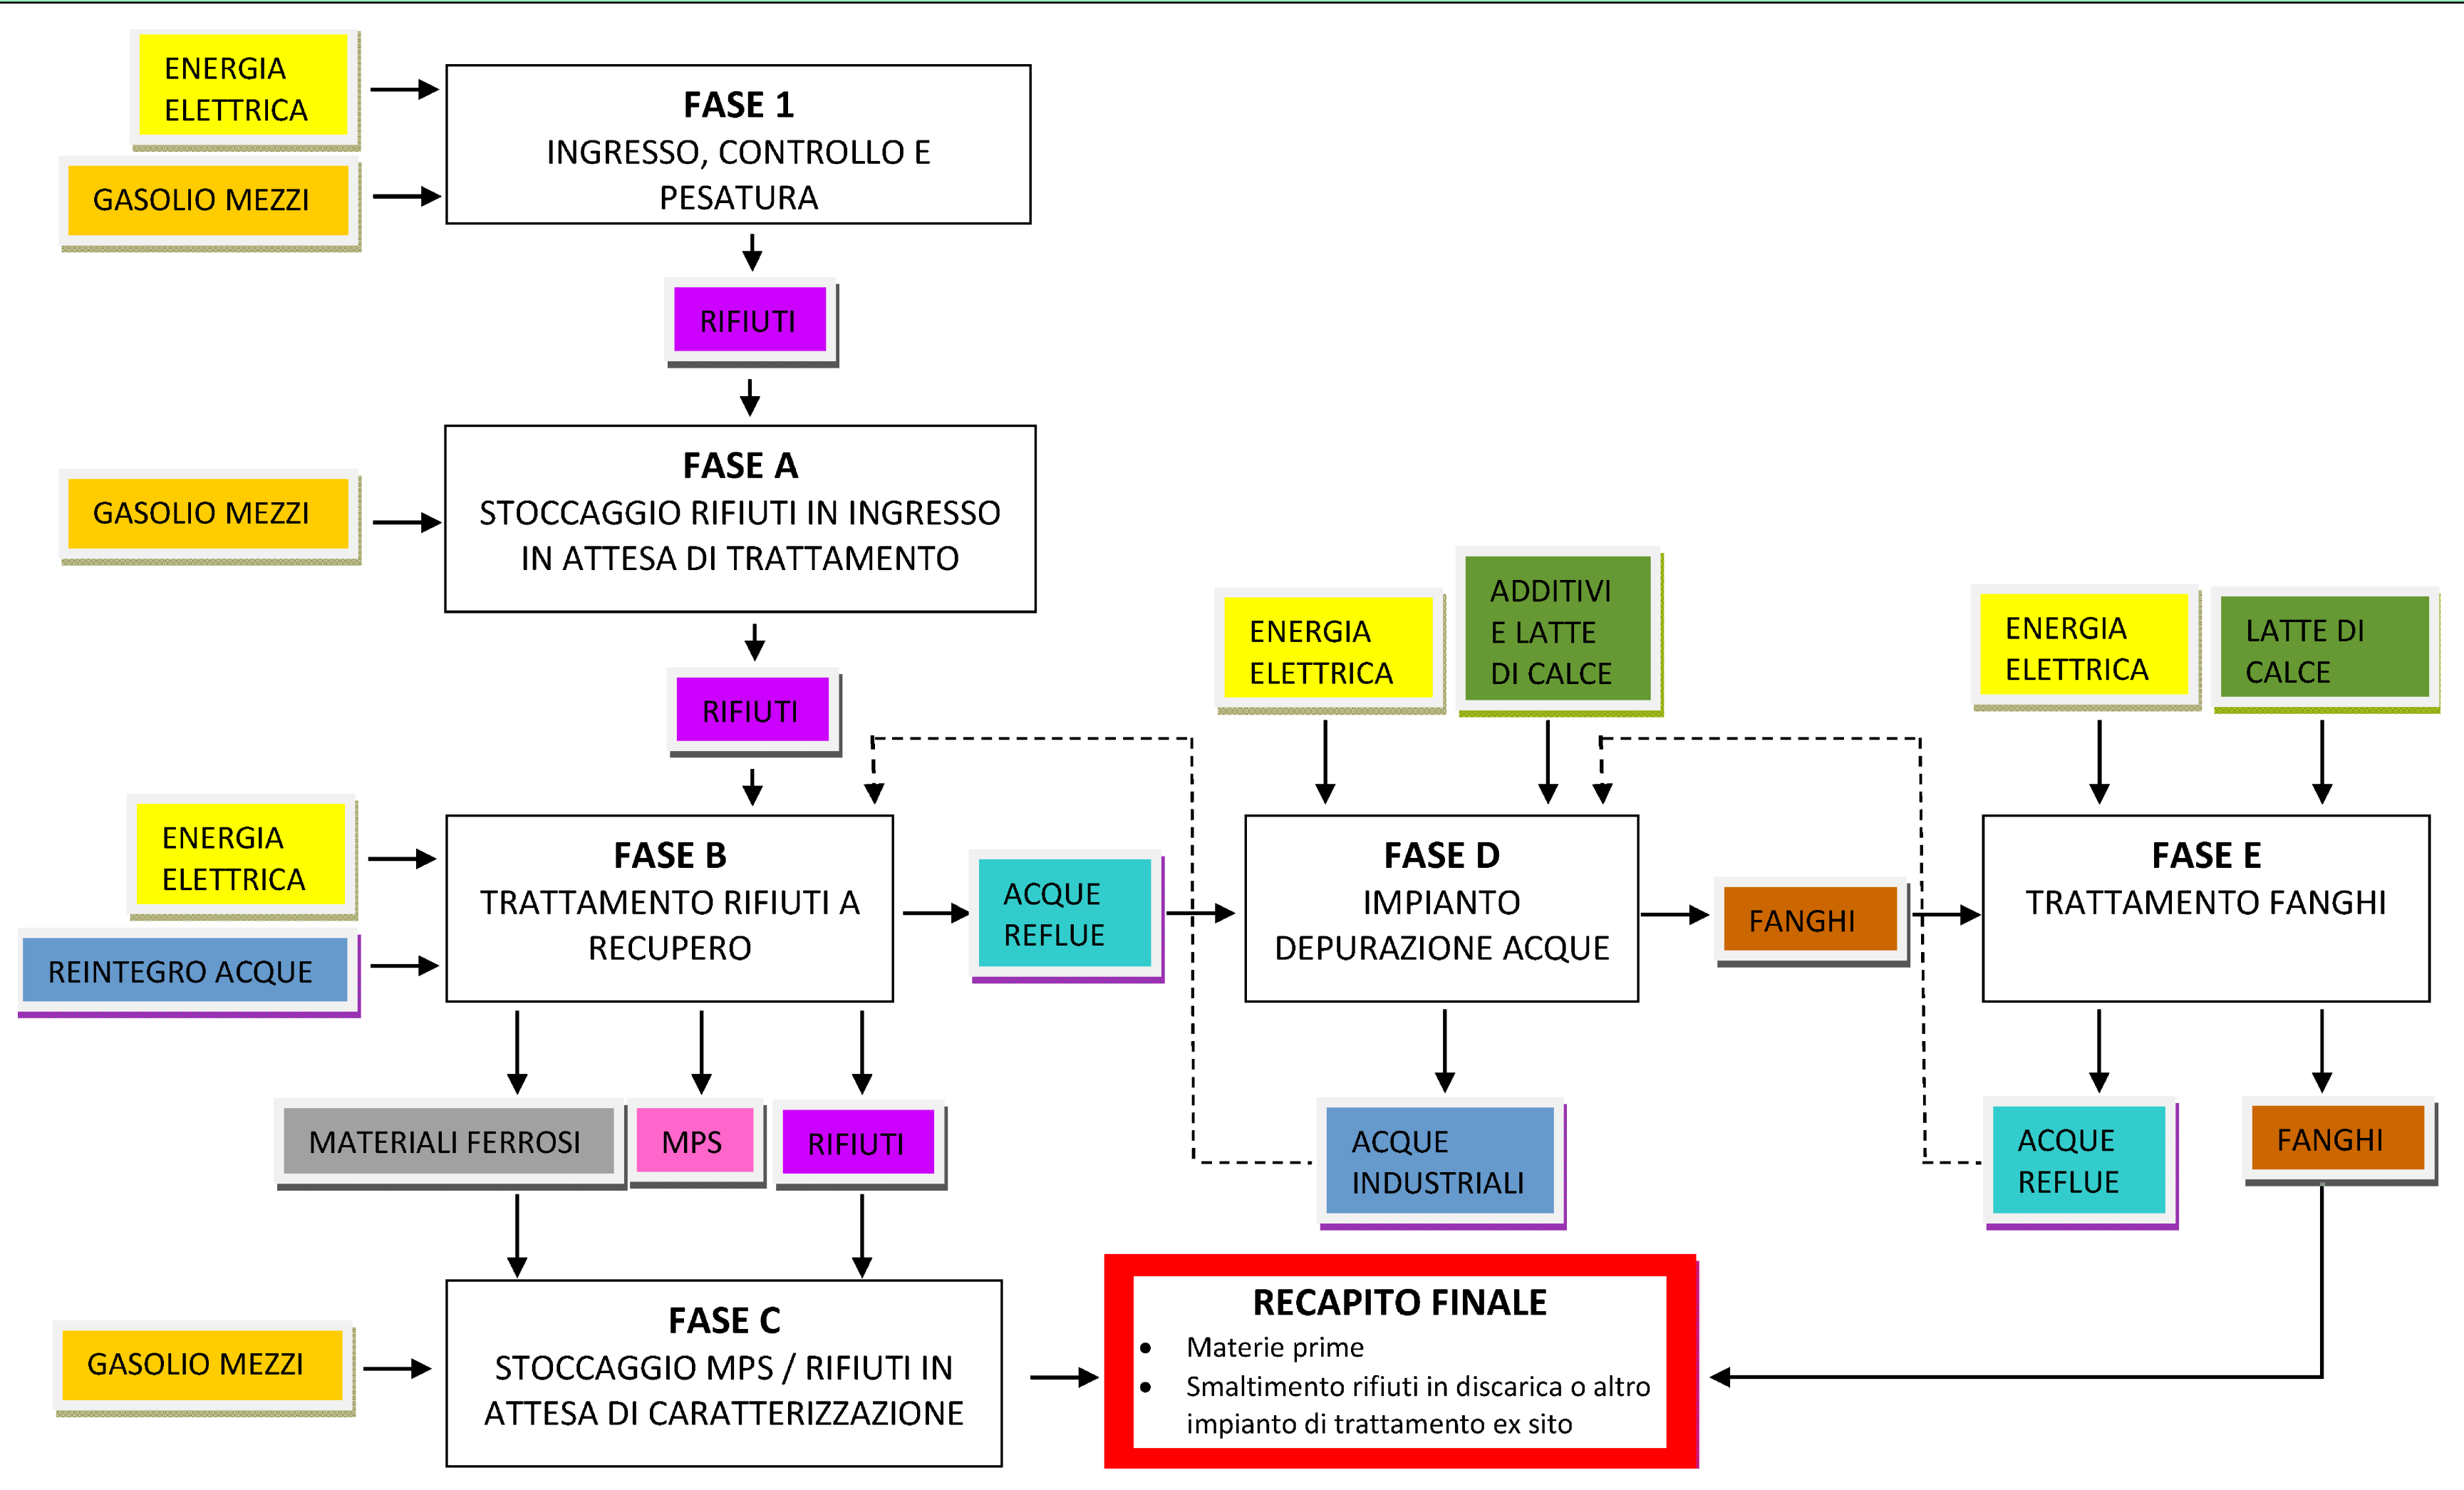 ENERGIA
ELETTRICA
GASOLIO MEZZI
FASE 1
INGRESSO, CONTROLLO E
PESATURA
RIFIUTI
GASOLIO MEZZI
FASE A
STOCCAGGIO RIFIUTI IN INGRESSO
IN ATTESA DI TRATTAMENTO
RIFIUTI
ENERGIA
ELETTRICA
ADDITIVI
E LATTE
DI CALCE
ENERGIA
ELETTRICA
LATTE DI
CALCE
ENERGIA
ELETTRICA
REINTEGRO ACQUE
FASE B
TRATTAMENTO RIFIUTI A
RECUPERO
ACQUE
REFLUE
FASE D
IMPIANTO
DEPURAZIONE ACQUE
FANGHI
FASE E
TRATTAMENTO FANGHI
MATERIALI FERROSI
MPS
RIFIUTI
ACQUE
INDUSTRIALI
ACQUE
REFLUE
FANGHI
GASOLIO MEZZI
FASE C
STOCCAGGIO MPS / RIFIUTI IN
ATTESA DI CARATTERIZZAZIONE
RECAPITO FINALE
• Materie prime
• Smaltimento rifiuti in discarica o altro
impianto di trattamento ex sito